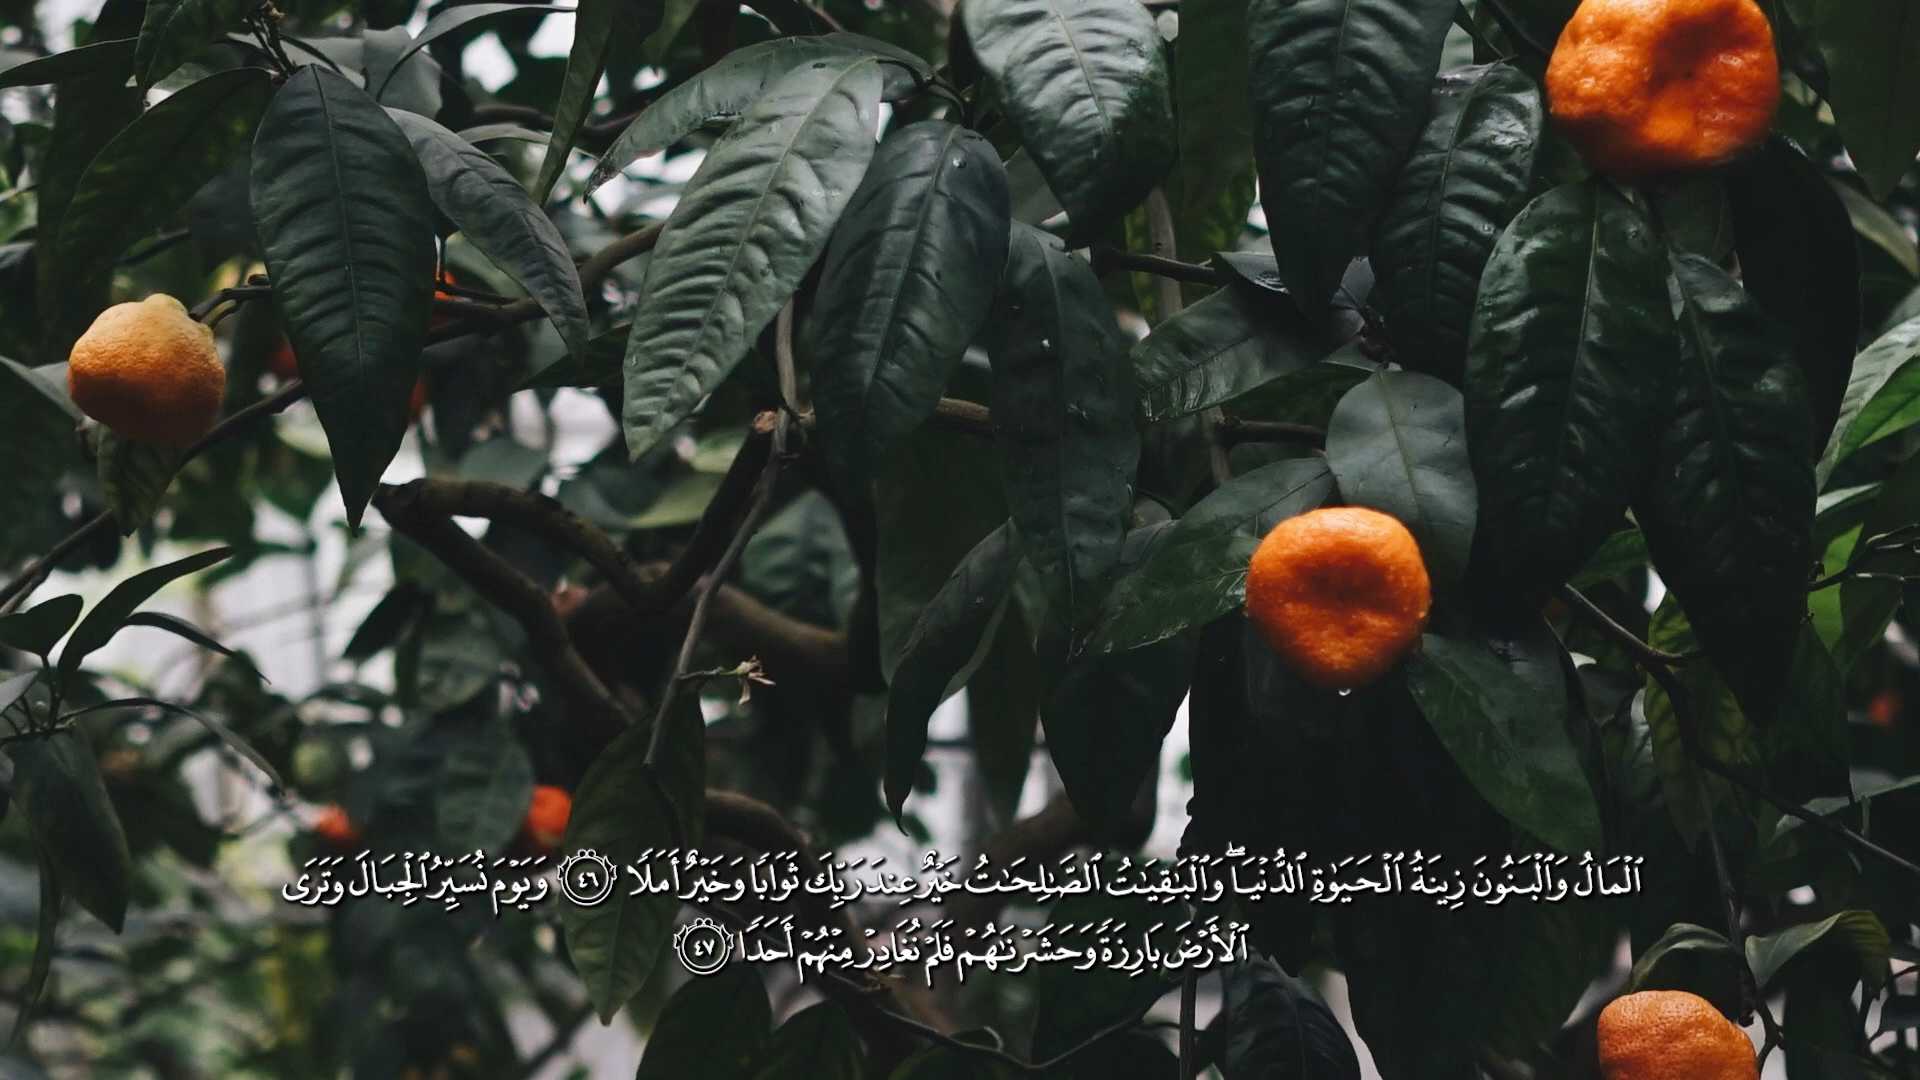 ٱلۡمَالُ وَٱلۡبَنُونَ زِينَةُ ٱلۡحَيَوٰةِ ٱلدُّنۡيَاۖ وَٱلۡبَٰقِيَٰتُ ٱلصَّٰلِحَٰتُ خَيۡرٌ عِندَ رَبِّكَ ثَوَابٗا وَخَيۡرٌ أَمَلٗا ٤٦ وَيَوۡمَ نُسَيِّرُ ٱلۡجِبَالَ وَتَرَى
ٱلۡأَرۡضَ بَارِزَةٗ وَحَشَرۡنَٰهُمۡ فَلَمۡ نُغَادِرۡ مِنۡهُمۡ أَحَدٗا ٤٧